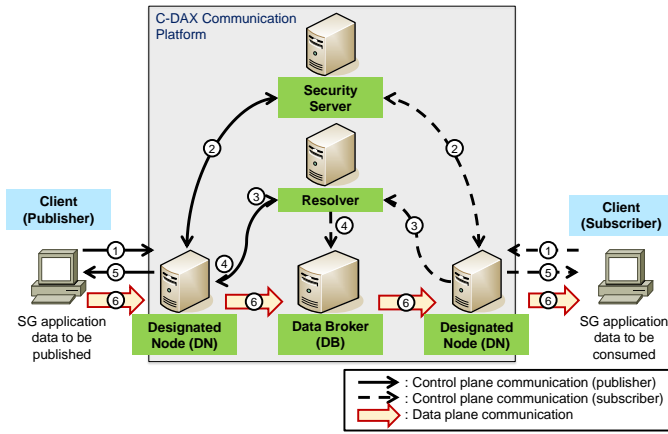 C-DAX Communication
Platform
Security
Server
2
2
Resolver
3
3
4
4
Client
(Publisher)
Client
(Subscriber)
1
5
6
1
5
6
6
6
SG application
data to be
published
Designated
Node (DN)
Data Broker
(DB)
Designated
Node (DN)
SG application
data to be
consumed
: Control plane communication (publisher)
: Control plane communication (subscriber)
: Data plane communication